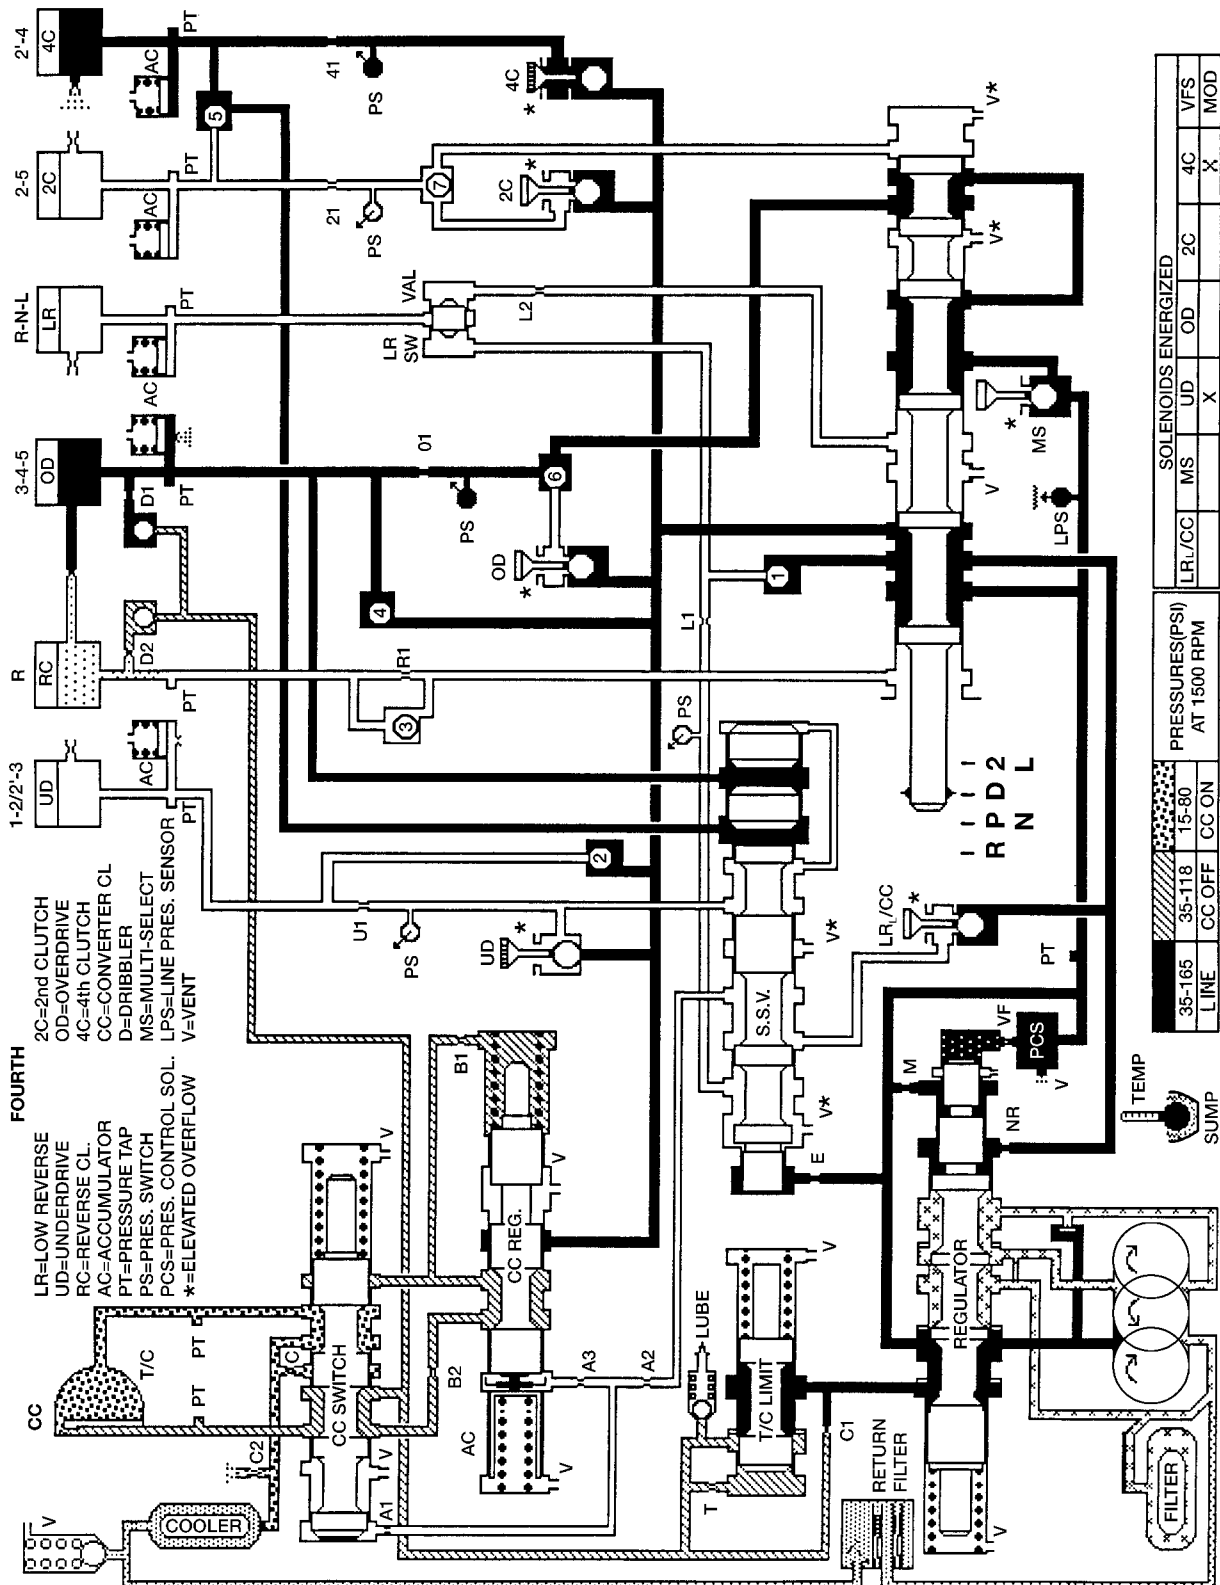 2'-4
4C
PT
AC
41
PS
4C
*
5
2-5
2C
PT
AC
21
PS
7
2C
*
R-N-L
LR
PT
AC
LR
SW
VAL
L2
3-4-5
OD
AC
PT
D1
01
PS
6
OD
*
4
R
RC
D2
PT
R1
3
L1
1
PS
1-2/2'-3
UD
AC
PT
U1
PS
UD
*
2
FOURTH
LR=LOW REVERSE
UD=UNDERDRIVE
RC=REVERSE CL.
AC=ACCUMULATOR
PT=PRESSURE TAP
PS=PRES. SWITCH
PCS=PRES. CONTROL SOL.
*=ELEVATED OVERFLOW
2C=2nd CLUTCH
OD=OVERDRIVE
4C=4th CLUTCH
CC=CONVERTER CL
D=DRIBBLER
MS=MULTI-SELECT
LPS=LINE PRES. SENSOR
V=VENT
V*
V*
V
MS
*
LPS
R P D 2
N L
S.S.V.
V*
V*
E
LR_L/CC
*
PT
CC
T/C
PT
PT
C
C2
CC SWITCH
V
V
A1
COOLER
V
B1
B2
CC REG.
V
AC
V
A3
A2
LUBE
T/C LIMIT
V
T
C1
RETURN
FILTER
FILTER
REGULATOR
V
NR
M
VF
PCS
V
TEMP
SUMP
35-165
LINE
35-118
CC OFF
15-80
CC ON
PRESSURES(PSI)
AT 1500 RPM
SOLENOIDS ENERGIZED
LR_L/CC MS UD OD 2C 4C VFS
X X MOD